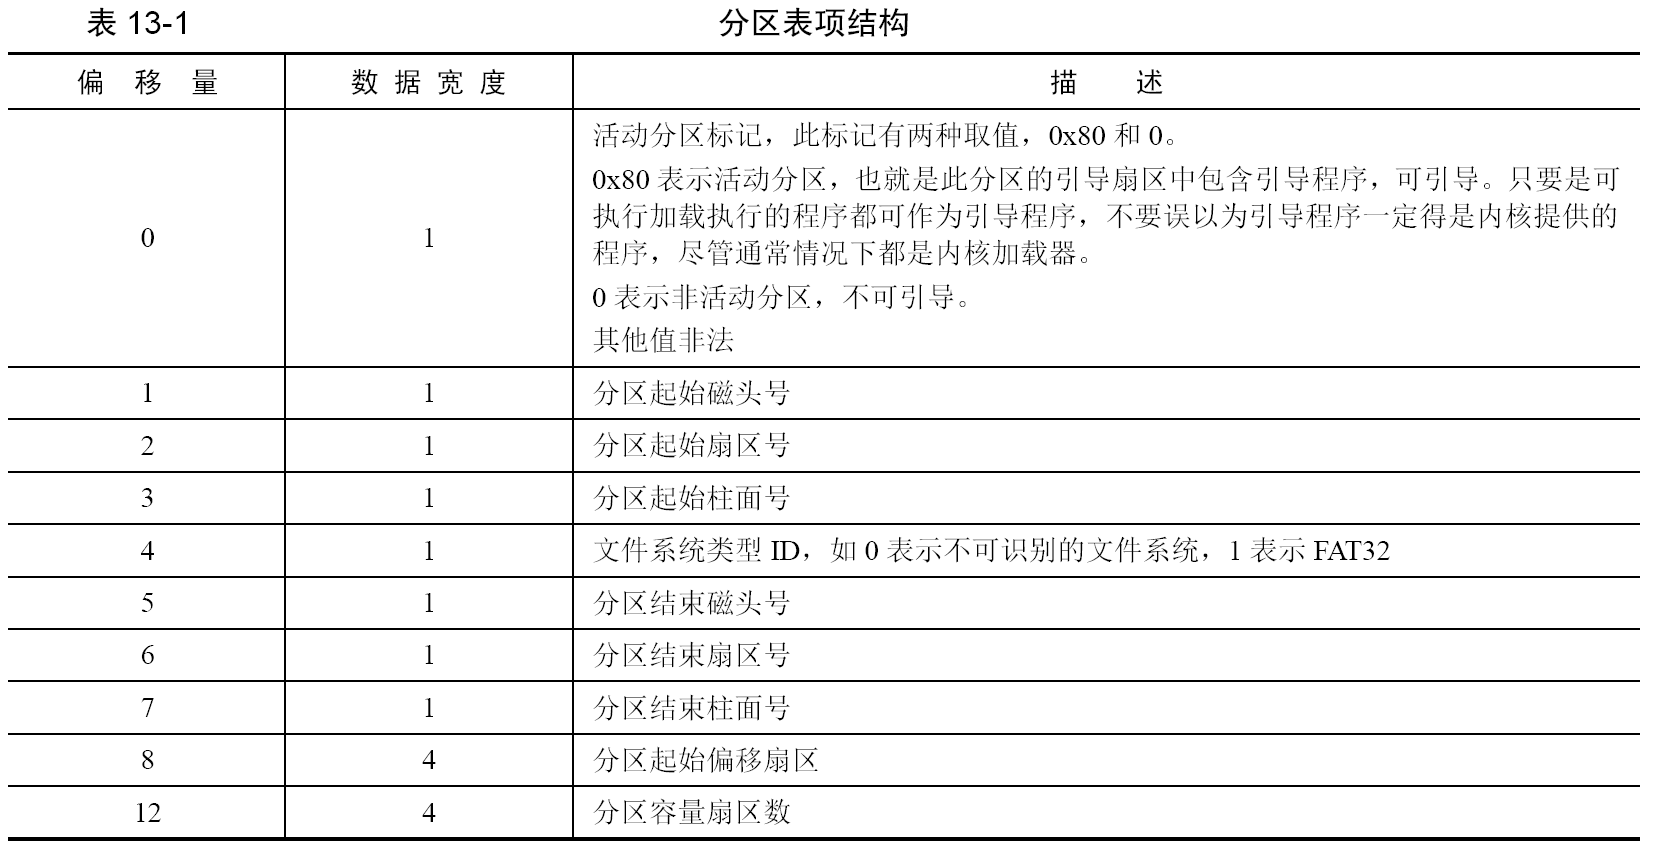 表 13-1 分区表项结构
偏 移 量 数 据 宽 度 描 述
活动分区标记，此标记有两种取值，0x80 和 0。
0x80 表示活动分区，也就是此分区的引导扇区中包含引导程序，可引导。只要是可
执行加载执行的程序都可作为引导程序，不要误以为引导程序一定得是内核提供的
0 1
程序，尽管通常情况下都是内核加载器。
0 表示非活动分区，不可引导。
其他值非法
1 1 分区起始磁头号
2 1 分区起始扇区号
3 1 分区起始柱面号
4 1 文件系统类型 ID，如 0 表示不可识别的文件系统，1 表示 FAT32
5 1 分区结束磁头号
6 1 分区结束扇区号
7 1 分区结束柱面号
8 4 分区起始偏移扇区
12 4 分区容量扇区数